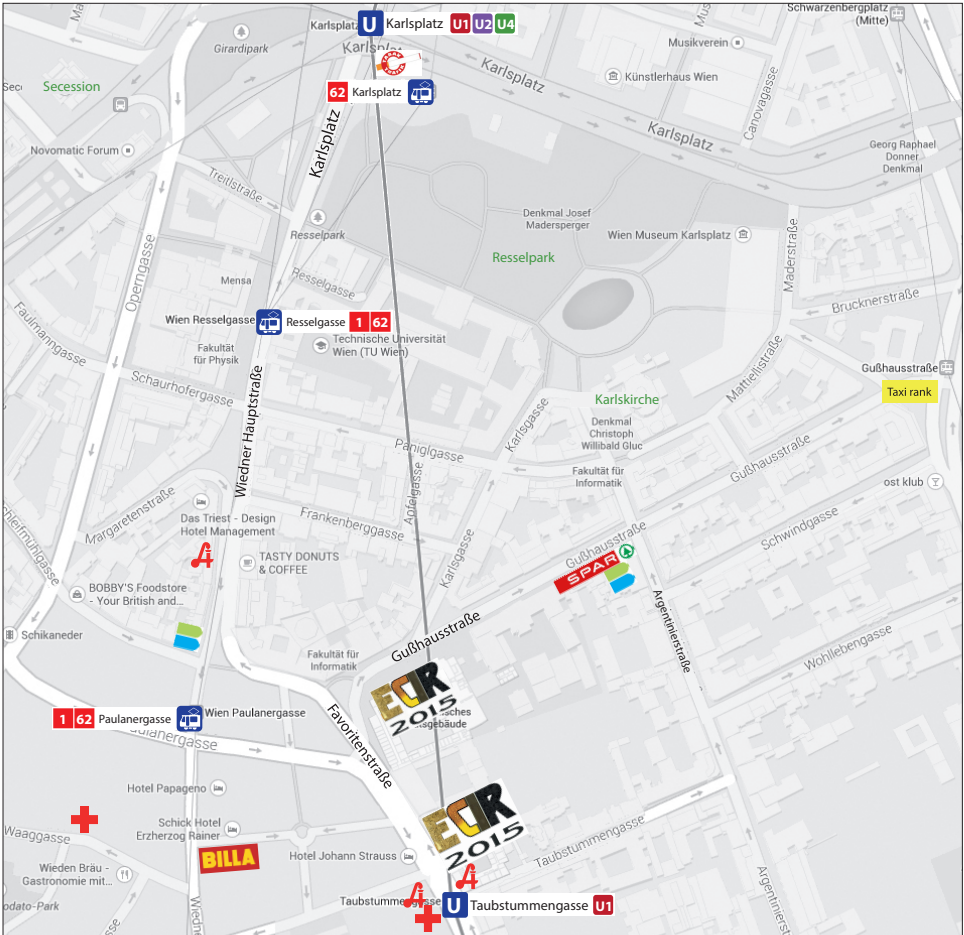 Karlsplatz
U
Karlsplatz
U1
U2
U4
Schwarzenbergplatz
(Mitte)
Girardipark
Karlsplatz
Musikverein
62
Karlsplatz
Karlsplatz
Künstlerhaus Wien
Canovagasse
Secession
Karlsplatz
Karlsplatz
Novomatic Forum
Georg Raphael
Donner
Denkmal
Treitlstraße
Operngasse
Resselpark
Denkmal Josef
Madersperger
Wien Museum Karlsplatz
Maderstraße
Resselpark
Mensa
Resselgasse
Brucknerstraße
Faulmanngasse
Wien Resselgasse
Resselgasse
1
62
Technische Universität
Wien (TU Wien)
Fakultät
für Physik
Mattiellistraße
Gußhausstraße
Taxi rank
Schaurhofergasse
Wiedner Hauptstraße
Karlskirche
Karlsgasse
Denkmal
Christoph
Willibald Gluc
Paniglgasse
Gußhausstraße
Apfelgasse
Fakultät für
Informatik
ost klub
Margaretenstraße
Das Triest - Design
Hotel Management
Frankenberggasse
Schwindgasse
Karlsgasse
Gußhausstraße
TASTY DONUTS
& COFFEE
SPAR
BOBBY'S Foodstore
- Your British and...
Argentinierstraße
Schikaneder
Gußhausstraße
Wohllebengasse
Fakultät für
Informatik
ECIR
2015
1
62
Paulanergasse
Wien Paulanergasse
Favoritenstraße
Hotel Papageno
Schick Hotel
Erzherzog Rainer
Waaggasse
ECIR
2015
BILLA
Hotel Johann Strauss
Taubstummengasse
Wieden Bräu -
Gastronomie mit...
Argentinierstraße
U
Taubstummengasse
U1